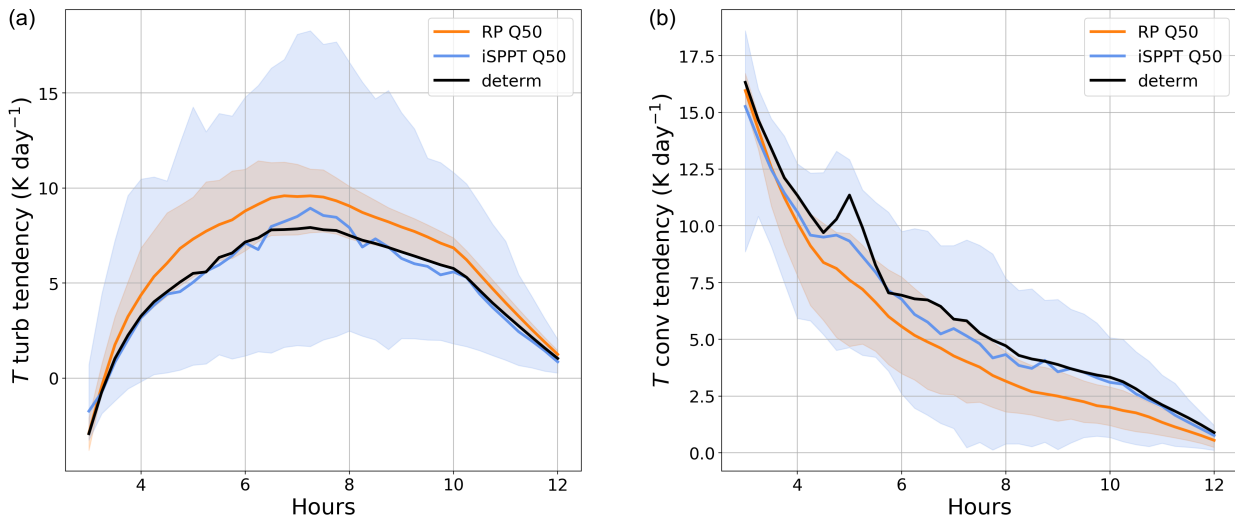 (a)
RP Q50
iSPPT Q50
determ
T turb tendency (K day⁻¹)
15
10
5
0
4 6 8 10 12
Hours
(b)
RP Q50
iSPPT Q50
determ
T conv tendency (K day⁻¹)
17.5
15.0
12.5
10.0
7.5
5.0
2.5
0.0
4 6 8 10 12
Hours